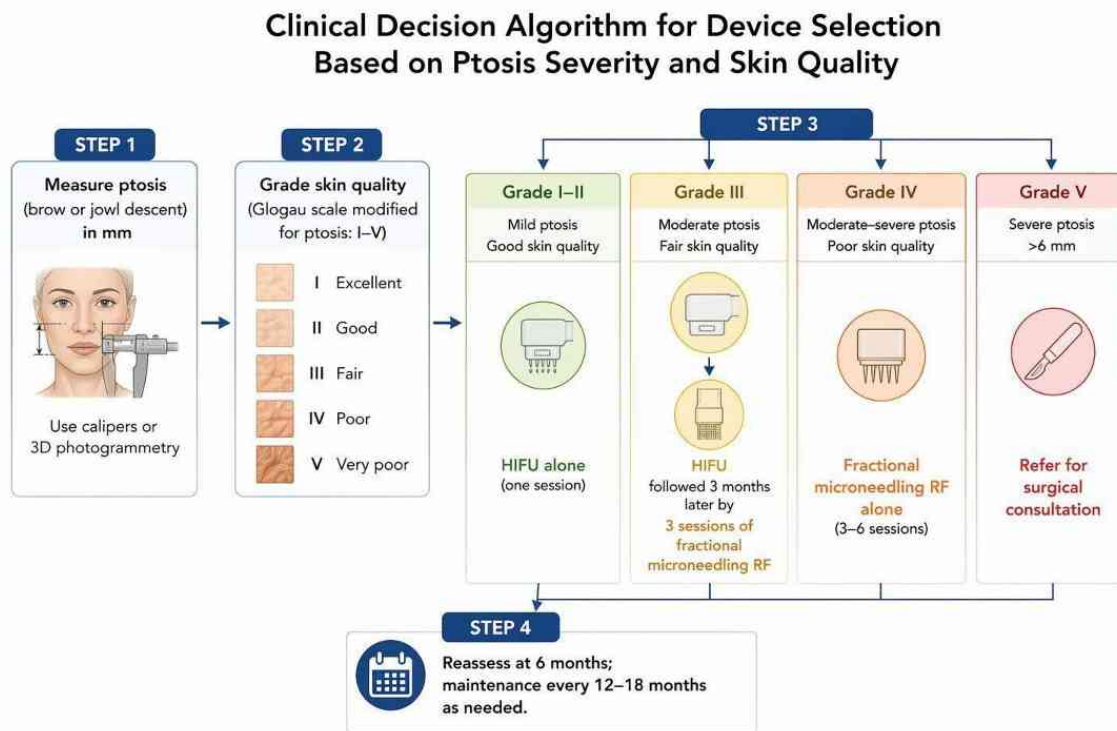 Clinical Decision Algorithm for Device Selection
Based on Ptosis Severity and Skin Quality
STEP 1
Measure ptosis
(brow or jowl descent)
in mm
Use calipers or
3D photogrammetry
STEP 2
Grade skin quality
(Glogau scale modified
for ptosis: I–V)
I Excellent
II Good
III Fair
IV Poor
V Very poor
STEP 3
Grade I–II
Mild ptosis
Good skin quality
HIFU alone
(one session)
Grade III
Moderate ptosis
Fair skin quality
HIFU
followed 3 months
later by
3 sessions of
fractional
microneedling RF
Grade IV
Moderate–severe ptosis
Poor skin quality
Fractional
microneedling RF
alone
(3–6 sessions)
Grade V
Severe ptosis
>6 mm
Refer for
surgical
consultation
STEP 4
Reassess at 6 months;
maintenance every 12–18 months
as needed.